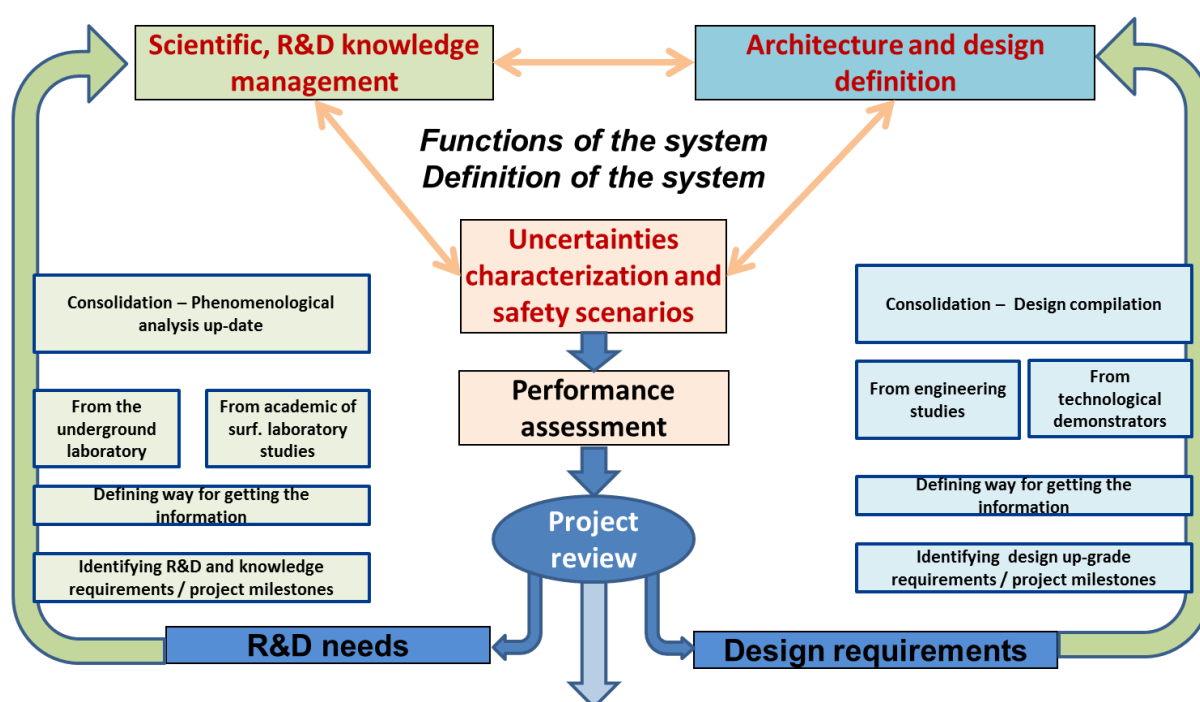 Scientific, R&D knowledge
management
Architecture and design
definition
Functions of the system
Definition of the system
Uncertainties
characterization and
safety scenarios
Consolidation – Phenomenological
analysis up-date
Consolidation – Design compilation
Performance
assessment
From the
underground
laboratory
From academic of
surf. laboratory
studies
From engineering
studies
From
technological
demonstrators
Defining way for getting the
information
Defining way for getting the
information
Project
review
Identifying R&D and knowledge
requirements / project milestones
Identifying design up-grade
requirements / project milestones
R&D needs
Design requirements